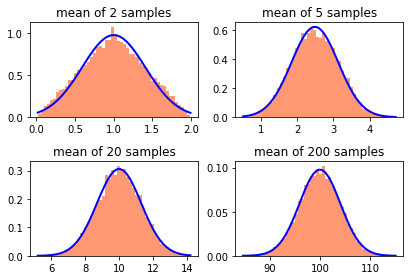 mean of 2 samples
mean of 5 samples
1.0
0.5
0.0
0.0 0.5 1.0 1.5 2.0
0.6
0.4
0.2
0.0
1 2 3 4
mean of 20 samples
mean of 200 samples
0.3
0.2
0.1
0.0
6 8 10 12 14
0.10
0.05
0.00
90 100 110